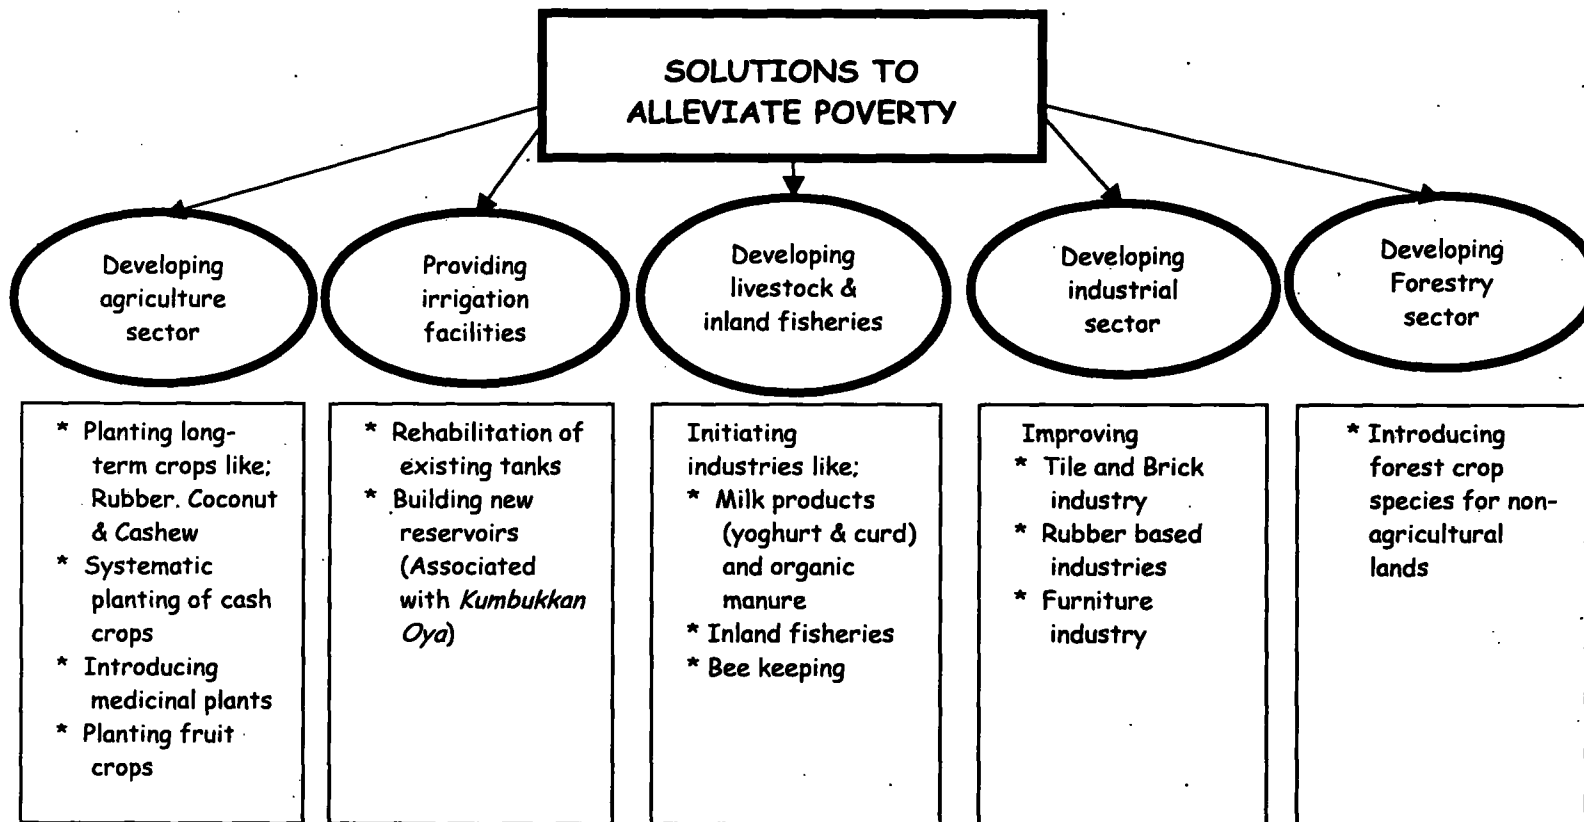 SOLUTIONS TO
ALLEVIATE POVERTY
Developing
agriculture
sector
Providing
irrigation
facilities
Developing
livestock &
inland fisheries
Developing
industrial
sector
Developing
Forestry
sector
* Planting long-
term crops like;
Rubber. Coconut
& Cashew
* Systematic
planting of cash
crops
* Introducing
medicinal plants
* Planting fruit
crops
* Rehabilitation of
existing tanks
* Building new
reservoirs
(Associated
with Kumbukkan
Oya)
Initiating
industries like;
* Milk products
(yoghurt & curd)
and organic
manure
* Inland fisheries
* Bee keeping
Improving
* Tile and Brick
industry
* Rubber based
industries
* Furniture
industry
* Introducing
forest crop
species for non-
agricultural
lands